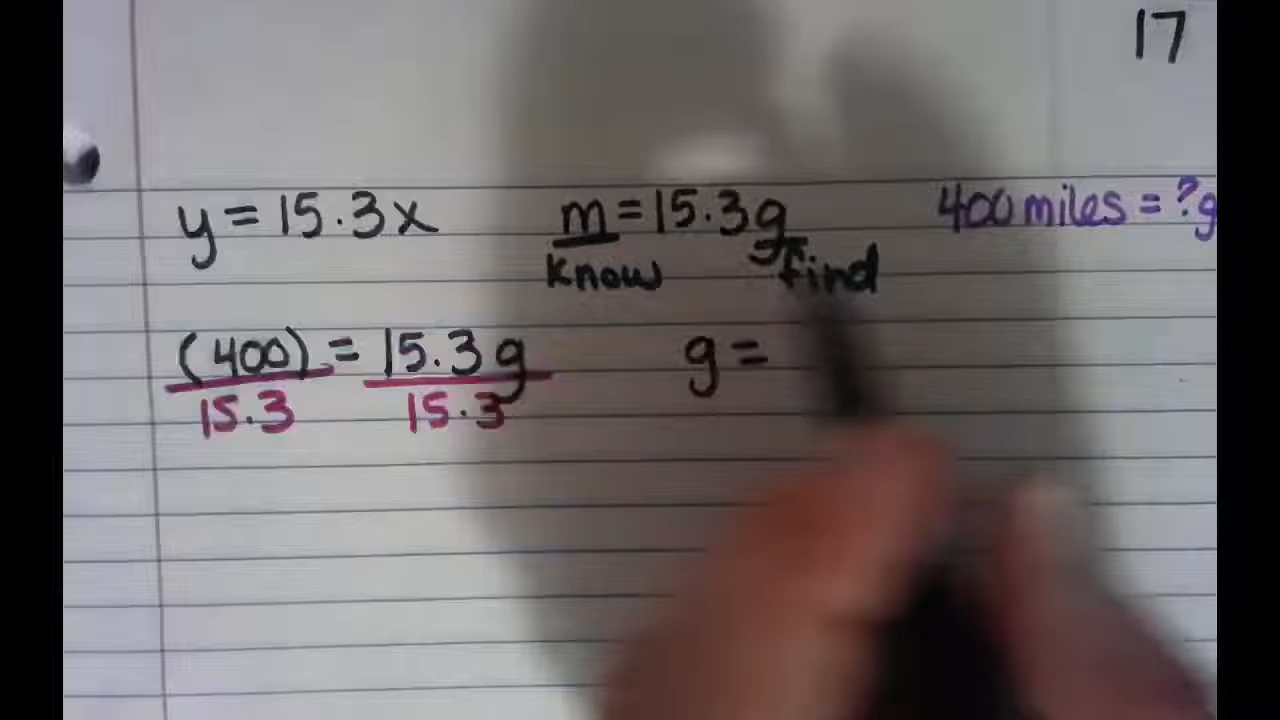 17
y = 15.3x m = 15.3g 400 miles = ?g
know find
(400) = 15.3g g =
15.3 15.3